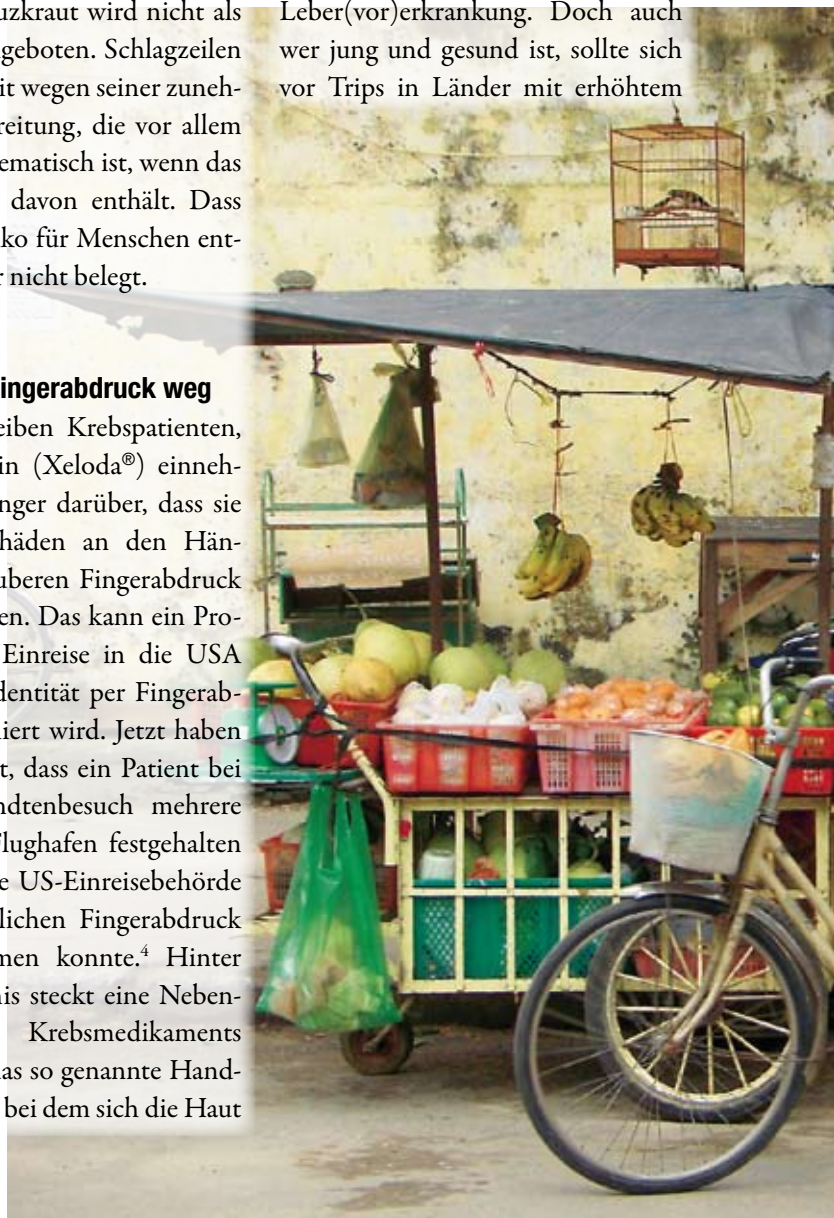 uzkraut wird nicht als
geboten. Schlagzeilen
it wegen seiner zuneh-
reitung, die vor allem
ematisch ist, wenn das
davon enthält. Dass
ko für Menschen ent-
r nicht belegt.
ingerabdruck weg
eiben Krebspatienten,
in (Xeloda®) einneh-
nger darüber, dass sie
häden an den Hän-
uberen Fingerabdruck
en. Das kann ein Pro-
Einreise in die USA
dentität per Fingerab-
niert wird. Jetzt haben
t, dass ein Patient bei
ndtenbesuch mehrere
Flughafen festgehalten
e US-Einreisebehörde
lichen Fingerabdruck
men konnte.⁴ Hinter
nis steckt eine Neben-
Krebsmedikaments
das so genannte Hand-
bei dem sich die Haut
Leber(vor)erkrankung. Doch auch
wer jung und gesund ist, sollte sich
vor Trips in Länder mit erhöhtem